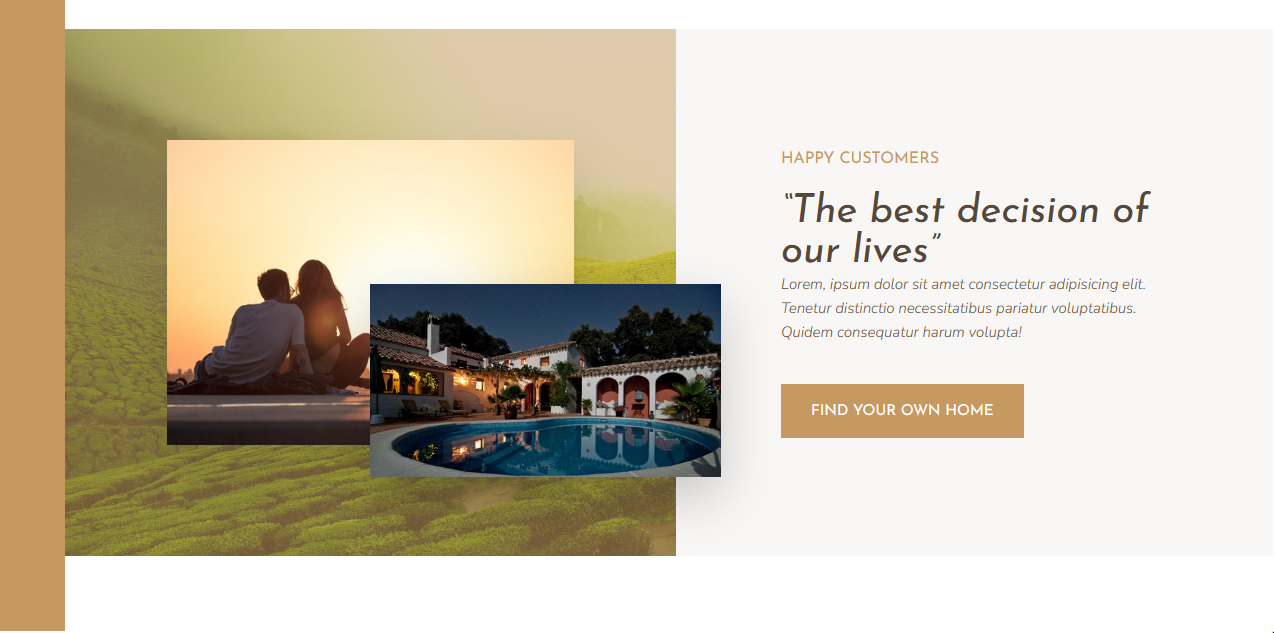 HAPPY CUSTOMERS
“The best decision of
our lives”
Lorem, ipsum dolor sit amet consectetur adipisicing elit.
Tenetur distinctio necessitatibus pariatur voluptatibus.
Quidem consequatur harum volupta!
FIND YOUR OWN HOME